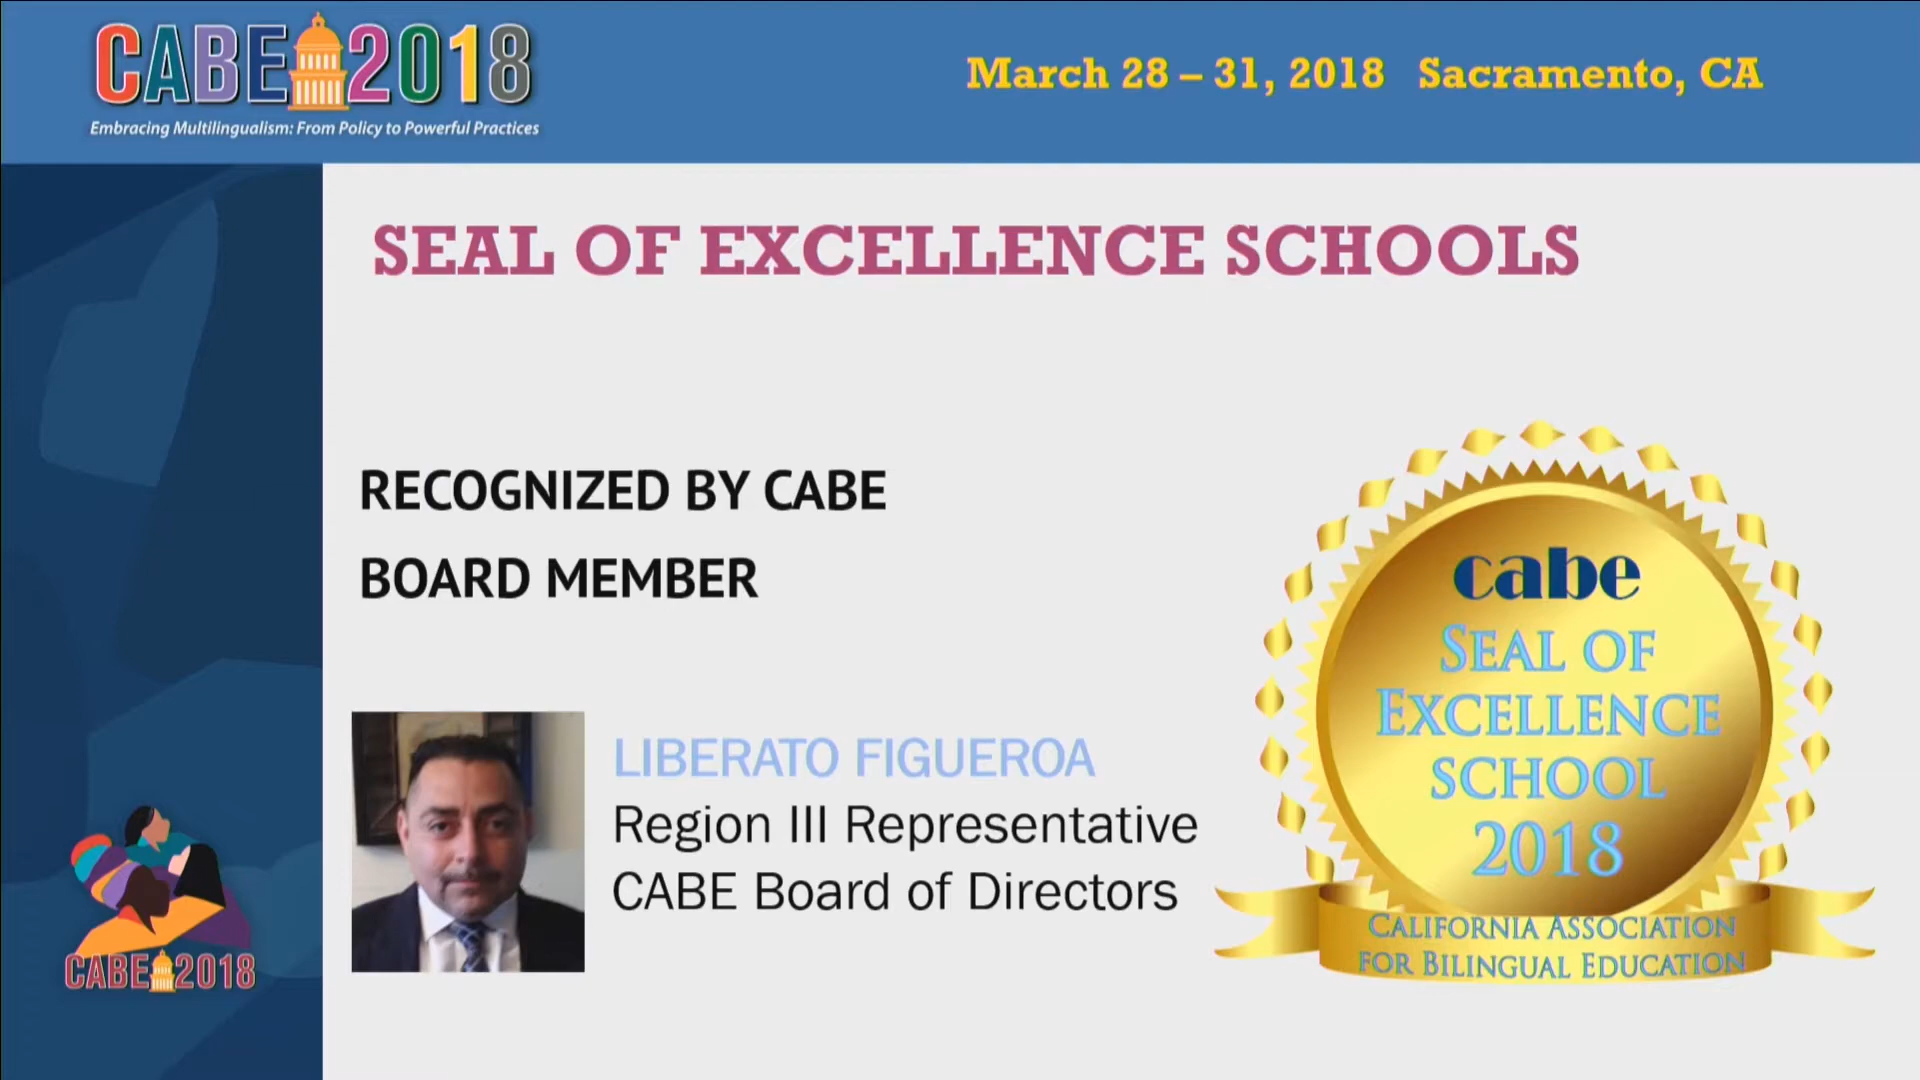 CABE 2018
Embracing Multilingualism: From Policy to Powerful Practices
March 28 – 31, 2018 Sacramento, CA
SEAL OF EXCELLENCE SCHOOLS
RECOGNIZED BY CABE
BOARD MEMBER
LIBERATO FIGUEROA
Region III Representative
CABE Board of Directors
cabe
SEAL OF
EXCELLENCE
SCHOOL
2018
CALIFORNIA ASSOCIATION
FOR BILINGUAL EDUCATION
CABE 2018